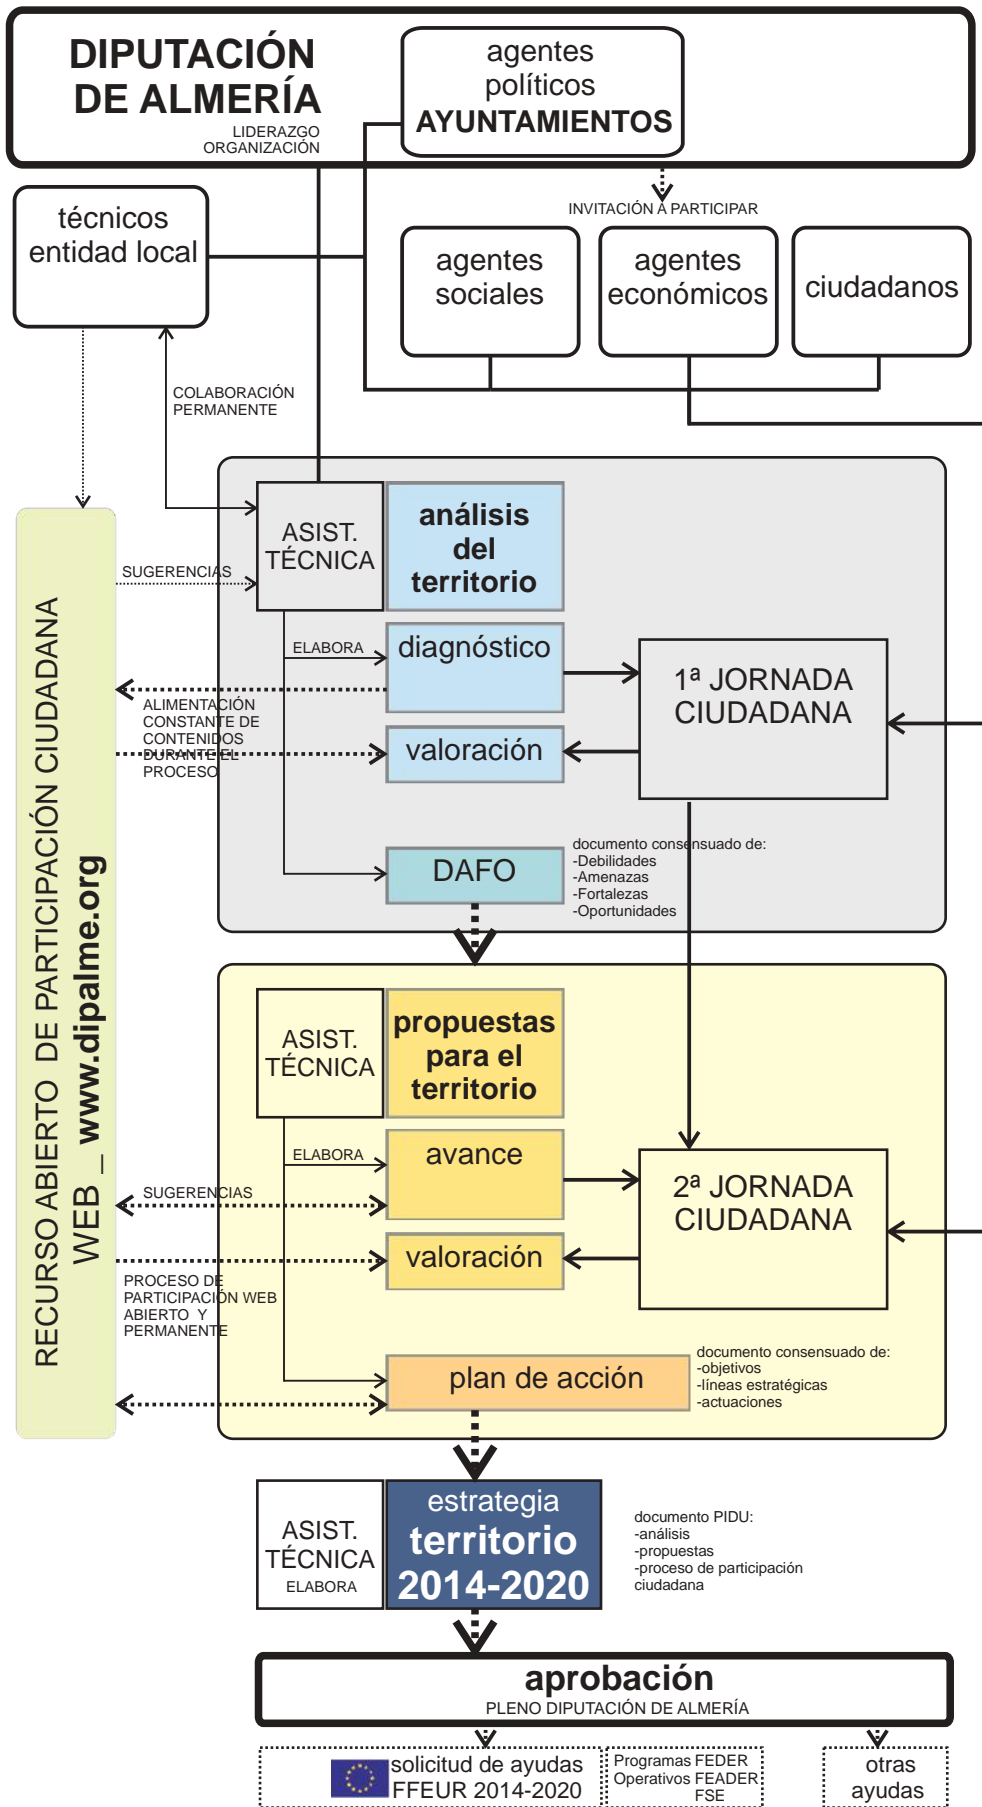 DIPUTACIÓN
DE ALMERÍA
LIDERAZGO
ORGANIZACIÓN
agentes
políticos
AYUNTAMIENTOS
INVITACIÓN A PARTICIPAR
técnicos
entidad local
agentes
sociales
agentes
económicos
ciudadanos
COLABORACIÓN
PERMANENTE
RECURSO ABIERTO DE PARTICIPACIÓN CIUDADANA
WEB _ www.dipalme.org
ASIST.
TÉCNICA
análisis
del
territorio
SUGERENCIAS
ELABORA
diagnóstico
1ª JORNADA
CIUDADANA
ALIMENTACIÓN
CONSTANTE DE
CONTENIDOS
DURANTE EL
PROCESO
valoración
DAFO
documento consensuado de:
-Debilidades
-Amenazas
-Fortalezas
-Oportunidades
ASIST.
TÉCNICA
propuestas
para el
territorio
ELABORA
avance
2ª JORNADA
CIUDADANA
SUGERENCIAS
valoración
PROCESO DE
PARTICIPACIÓN WEB
ABIERTO Y
PERMANENTE
plan de acción
documento consensuado de:
-objetivos
-líneas estratégicas
-actuaciones
ASIST.
TÉCNICA
ELABORA
estrategia
territorio
2014-2020
documento PIDU:
-análisis
-propuestas
-proceso de participación
ciudadana
aprobación
PLENO DIPUTACIÓN DE ALMERÍA
solicitud de ayudas
FFEUR 2014-2020
Programas FEDER
Operativos FEADER
FSE
otras
ayudas